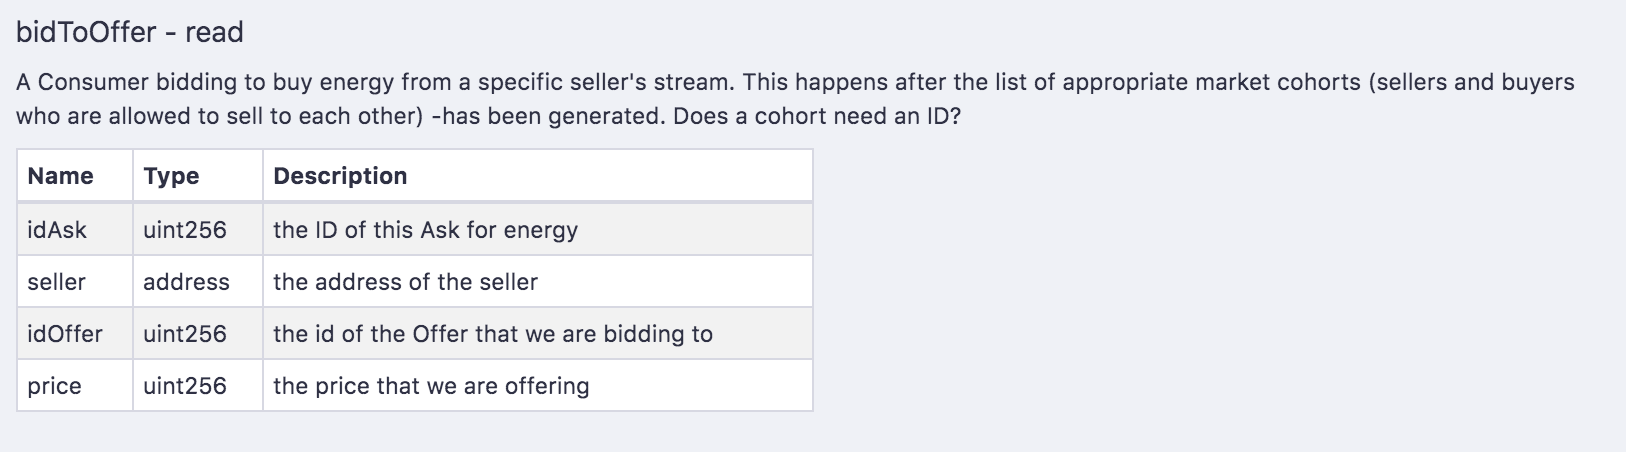 bidToOffer - read
A Consumer bidding to buy energy from a specific seller's stream. This happens after the list of appropriate market cohorts (sellers and buyers
who are allowed to sell to each other) -has been generated. Does a cohort need an ID?
Name Type Description
idAsk uint256 the ID of this Ask for energy
seller address the address of the seller
idOffer uint256 the id of the Offer that we are bidding to
price uint256 the price that we are offering